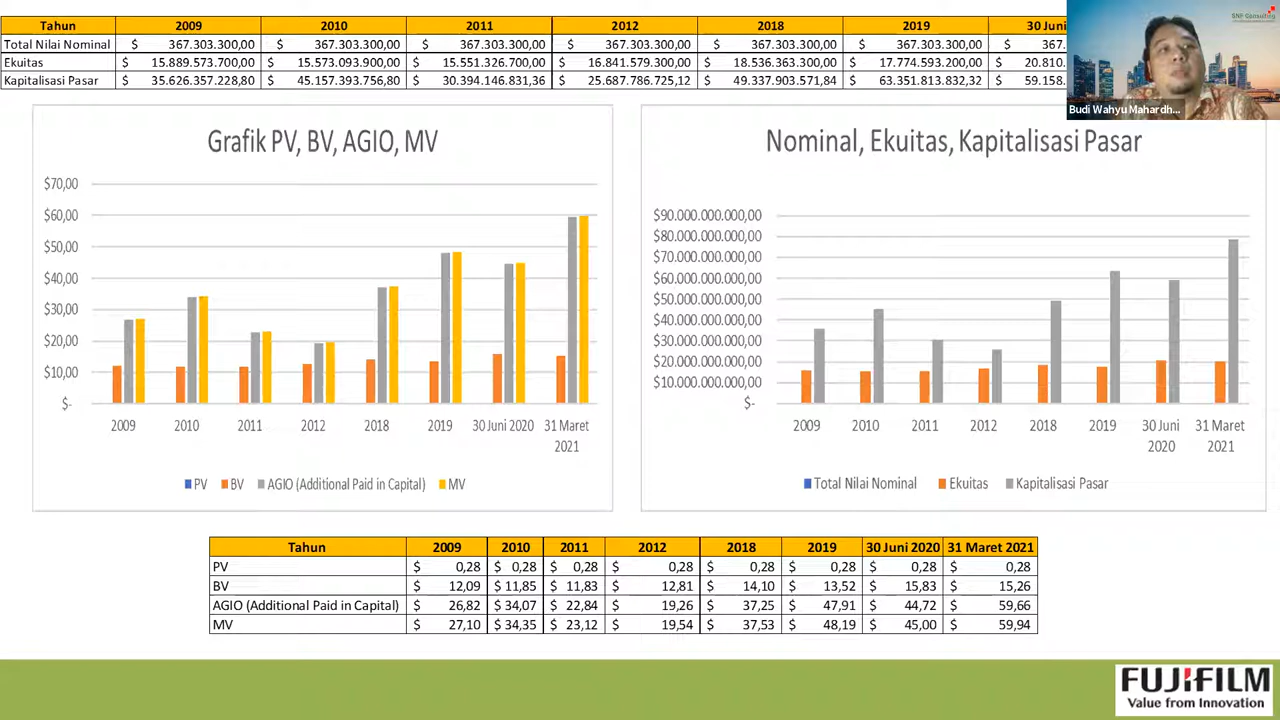 Tahun 2009 2010 2011 2012 2018 2019 30 Juni
Total Nilai Nominal $ 367.303.300,00 $ 367.303.300,00 $ 367.303.300,00 $ 367.303.300,00 $ 367.303.300,00 $ 367.303.300,00 $ 367.
Ekuitas $ 15.889.573.700,00 $ 15.573.093.900,00 $ 15.551.326.700,00 $ 16.841.579.300,00 $ 18.536.363.300,00 $ 17.774.593.200,00 $ 20.810.
Kapitalisasi Pasar $ 35.626.357.228,80 $ 45.157.393.756,80 $ 30.394.146.831,36 $ 25.687.786.725,12 $ 49.337.903.571,84 $ 63.351.813.832,32 $ 59.158.
SNF Consulting
Budi Wahyu Mahardh...
Grafik PV, BV, AGIO, MV
$70,00
$60,00
$50,00
$40,00
$30,00
$20,00
$10,00
$-
2009 2010 2011 2012 2018 2019 30 Juni 2020 31 Maret
2021
PV BV AGIO (Additional Paid in Capital) MV
Nominal, Ekuitas, Kapitalisasi Pasar
$90.000.000.000,00
$80.000.000.000,00
$70.000.000.000,00
$60.000.000.000,00
$50.000.000.000,00
$40.000.000.000,00
$30.000.000.000,00
$20.000.000.000,00
$10.000.000.000,00
$-
2009 2010 2011 2012 2018 2019 30 Juni 31 Maret
2020 2021
Total Nilai Nominal Ekuitas Kapitalisasi Pasar
Tahun 2009 2010 2011 2012 2018 2019 30 Juni 2020 31 Maret 2021
PV $ 0,28 $ 0,28 $ 0,28 $ 0,28 $ 0,28 $ 0,28 $ 0,28 $ 0,28
BV $ 12,09 $ 11,85 $ 11,83 $ 12,81 $ 14,10 $ 13,52 $ 15,83 $ 15,26
AGIO (Additional Paid in Capital) $ 26,82 $ 34,07 $ 22,84 $ 19,26 $ 37,25 $ 47,91 $ 44,72 $ 59,66
MV $ 27,10 $ 34,35 $ 23,12 $ 19,54 $ 37,53 $ 48,19 $ 45,00 $ 59,94
FUJIFILM
Value from Innovation